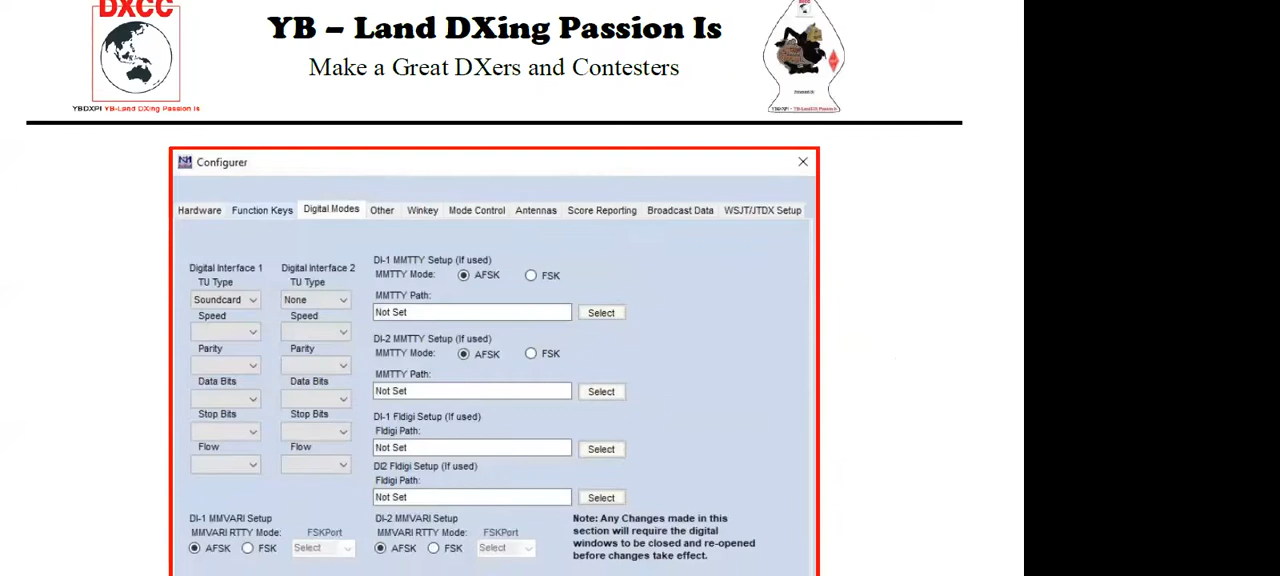 DXCC
YB – Land DXing Passion Is
Make a Great DXers and Contesters
YBDXPI YB-Land DXing Passion Is
Configurer
Hardware Function Keys Digital Modes Other Winkey Mode Control Antennas Score Reporting Broadcast Data WSJT/JTDX Setup
Digital Interface 1 Digital Interface 2
TU Type TU Type
Soundcard None
Speed Speed
Parity Parity
Data Bits Data Bits
Stop Bits Stop Bits
Flow Flow
DI-1 MMTTY Setup (If used)
MMTTY Mode: AFSK FSK
MMTTY Path:
Not Set Select
DI-2 MMTTY Setup (If used)
MMTTY Mode: AFSK FSK
MMTTY Path:
Not Set Select
DI-1 Fldigi Setup (If used)
Fldigi Path:
Not Set Select
DI2 Fldigi Setup (If used)
Fldigi Path:
Not Set Select
DI-1 MMVARI Setup
MMVARI RTTY Mode: FSKPort
AFSK FSK Select
DI-2 MMVARI Setup
MMVARI RTTY Mode: FSKPort
AFSK FSK Select
Note: Any Changes made in this
section will require the digital
windows to be closed and re-opened
before changes take effect.